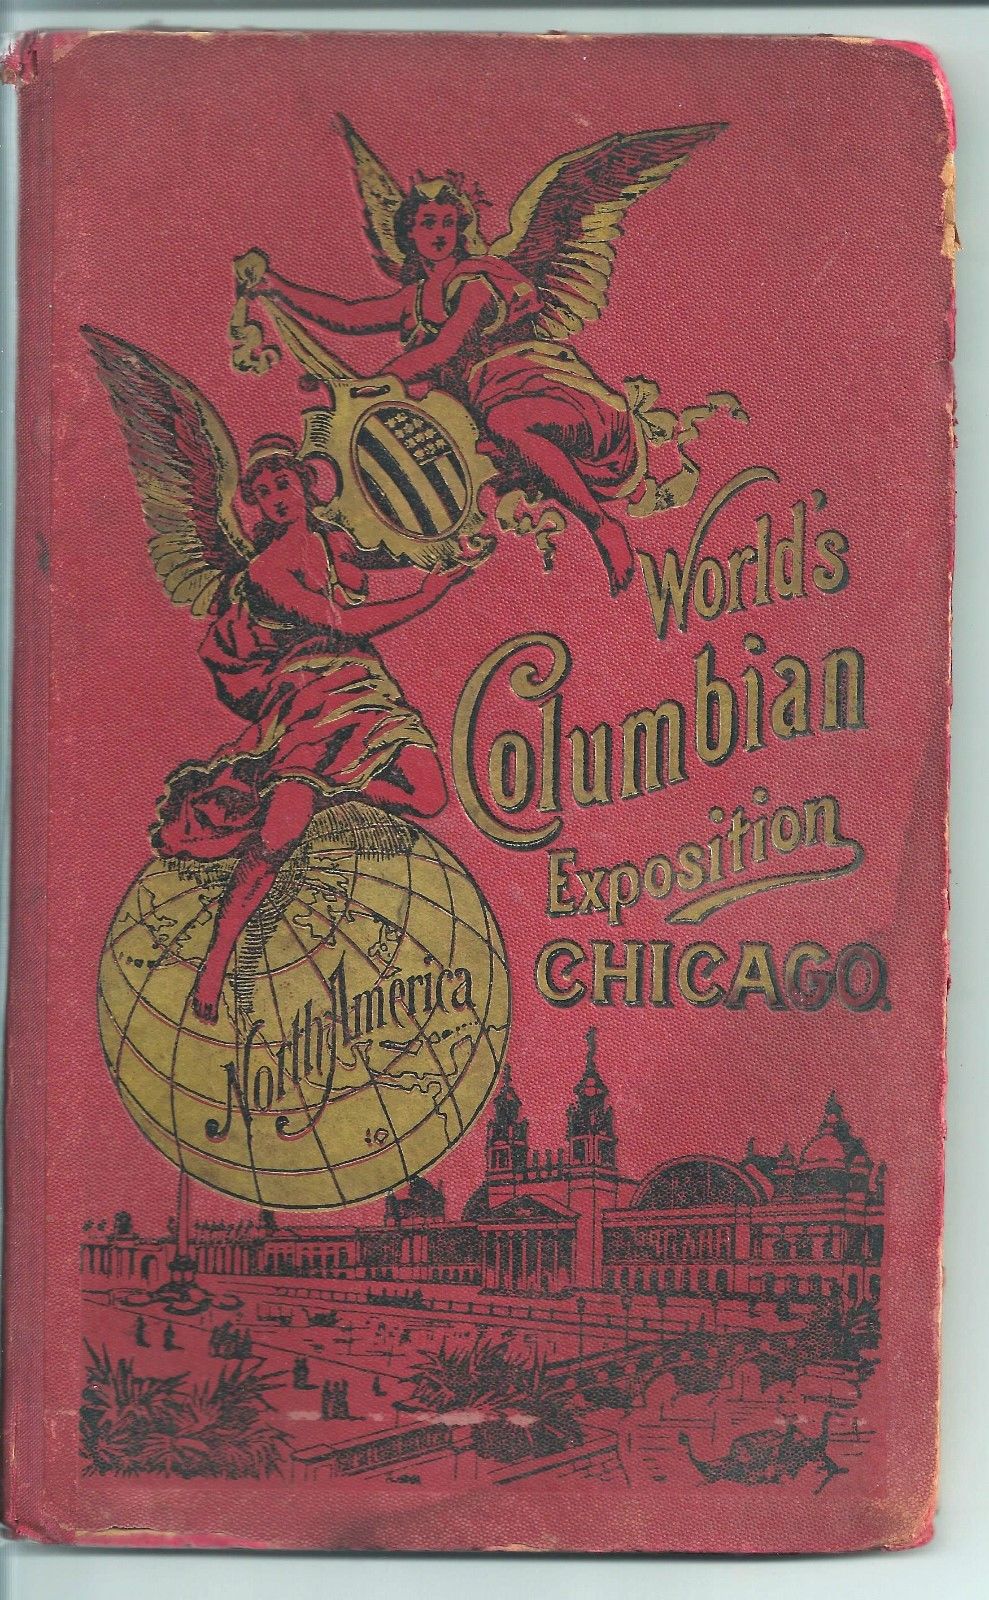 World's
Columbian
Exposition
CHICAGO.
North America